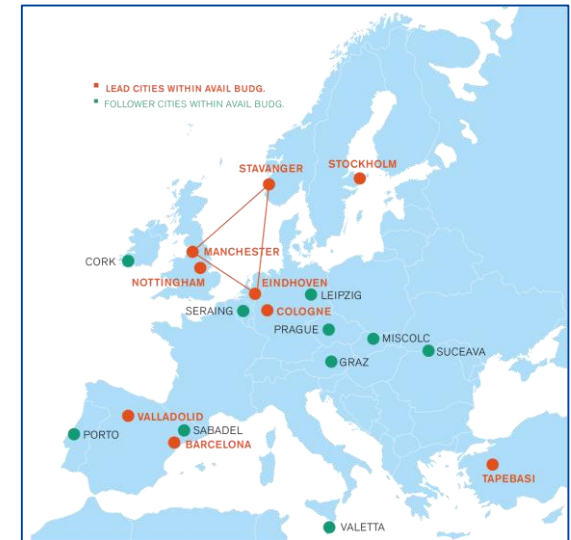 LEAD CITIES WITHIN AVAIL BUDG.
FOLLOWER CITIES WITHIN AVAIL BUDG.
STAVANGER
STOCKHOLM
MANCHESTER
CORK
NOTTINGHAM
EINDHOVEN
LEIPZIG
SERAING
COLOGNE
PRAGUE
MISCOLC
SUCEAVA
GRAZ
VALLADOLID
PORTO
SABADEL
BARCELONA
TAPEBASI
VALETTA